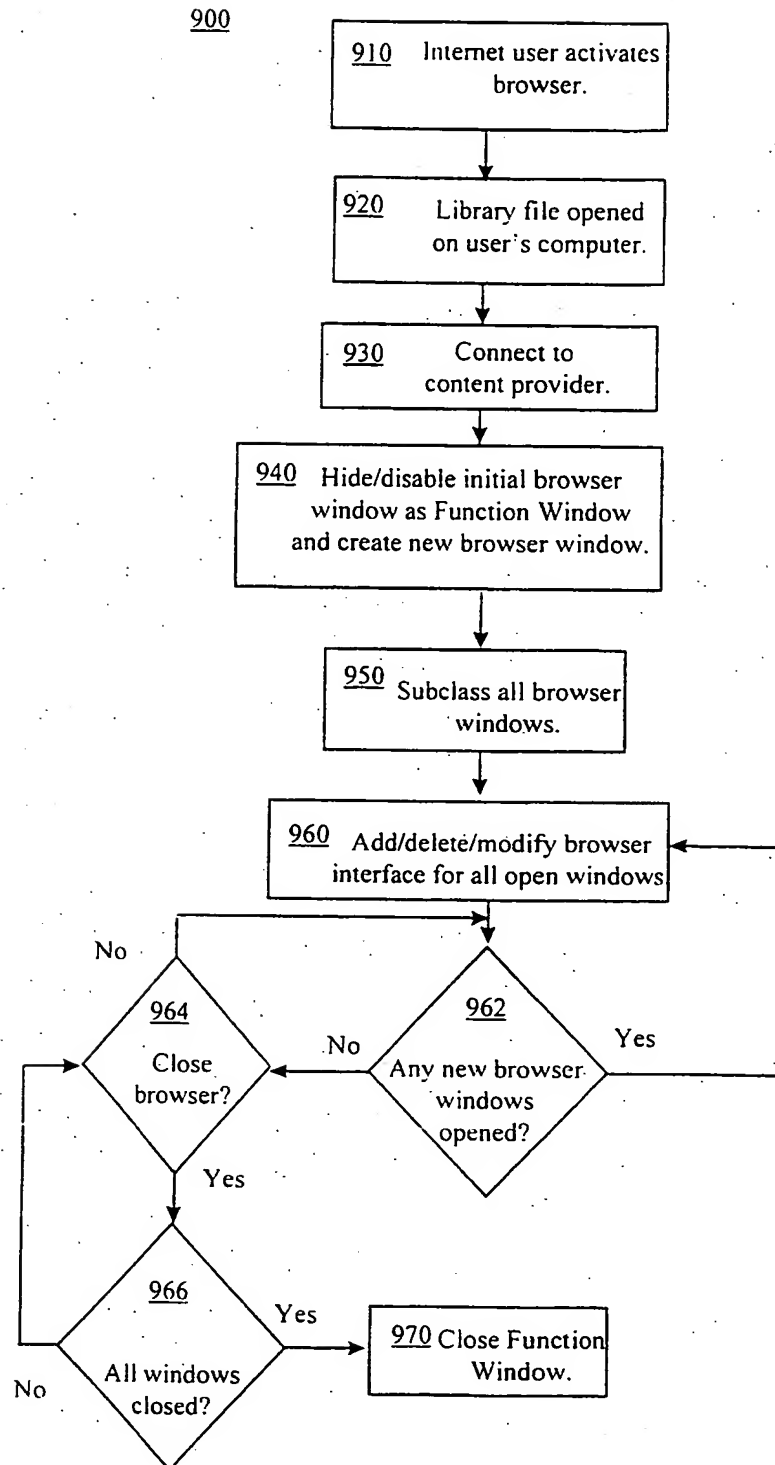 900
910 Internet user activates
browser.
920 Library file opened
on user's computer.
930 Connect to
content provider.
940 Hide/disable initial browser
window as Function Window
and create new browser window.
950 Subclass all browser
windows.
960 Add/delete/modify browser
interface for all open windows
No
964
Close
browser?
No
962
Any new browser
windows
opened?
Yes
Yes
966
All windows
closed?
No
Yes
970 Close Function
Window.